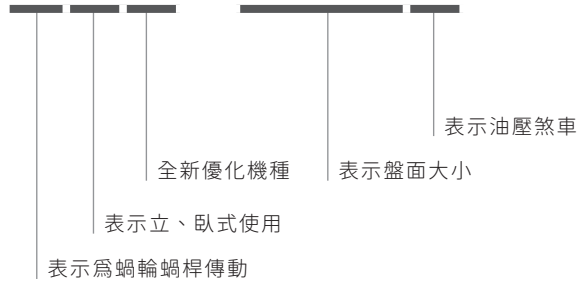 表示油壓煞車
全新優化機種
表示盤面大小
表示立、臥式使用
表示爲蝸輪蝸桿傳動